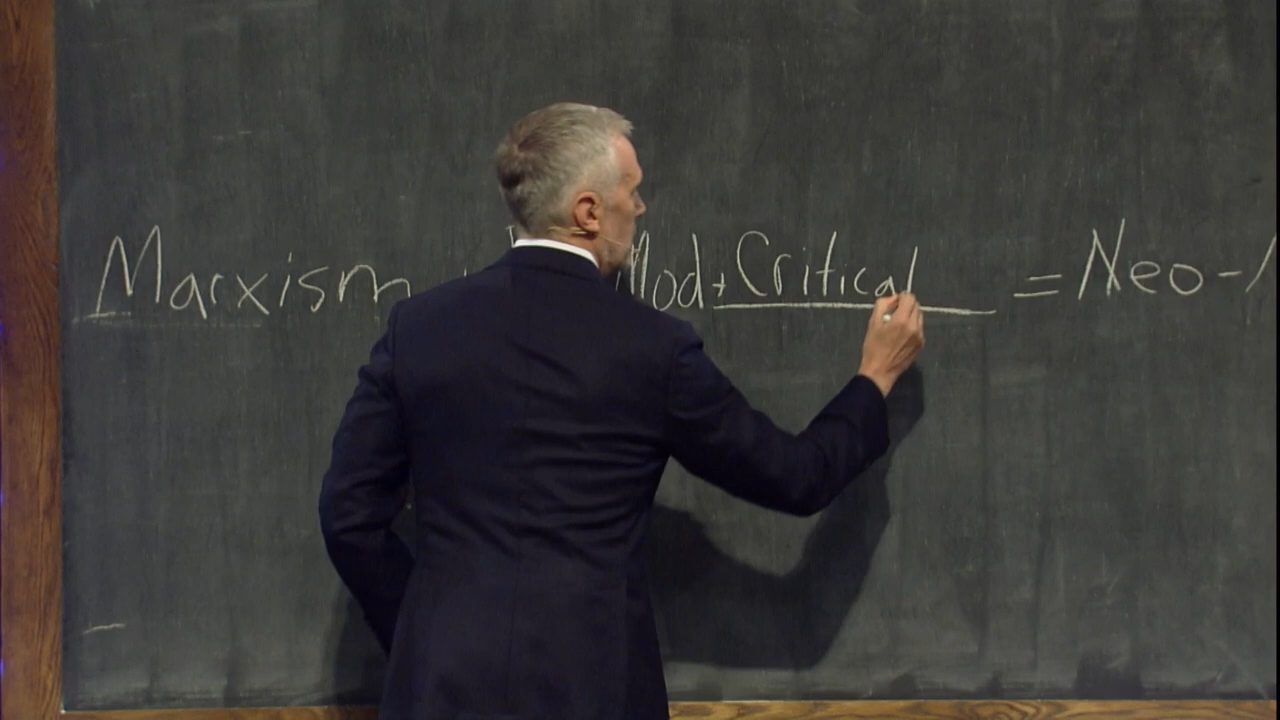 Marxism Mod + Critical = Neo-